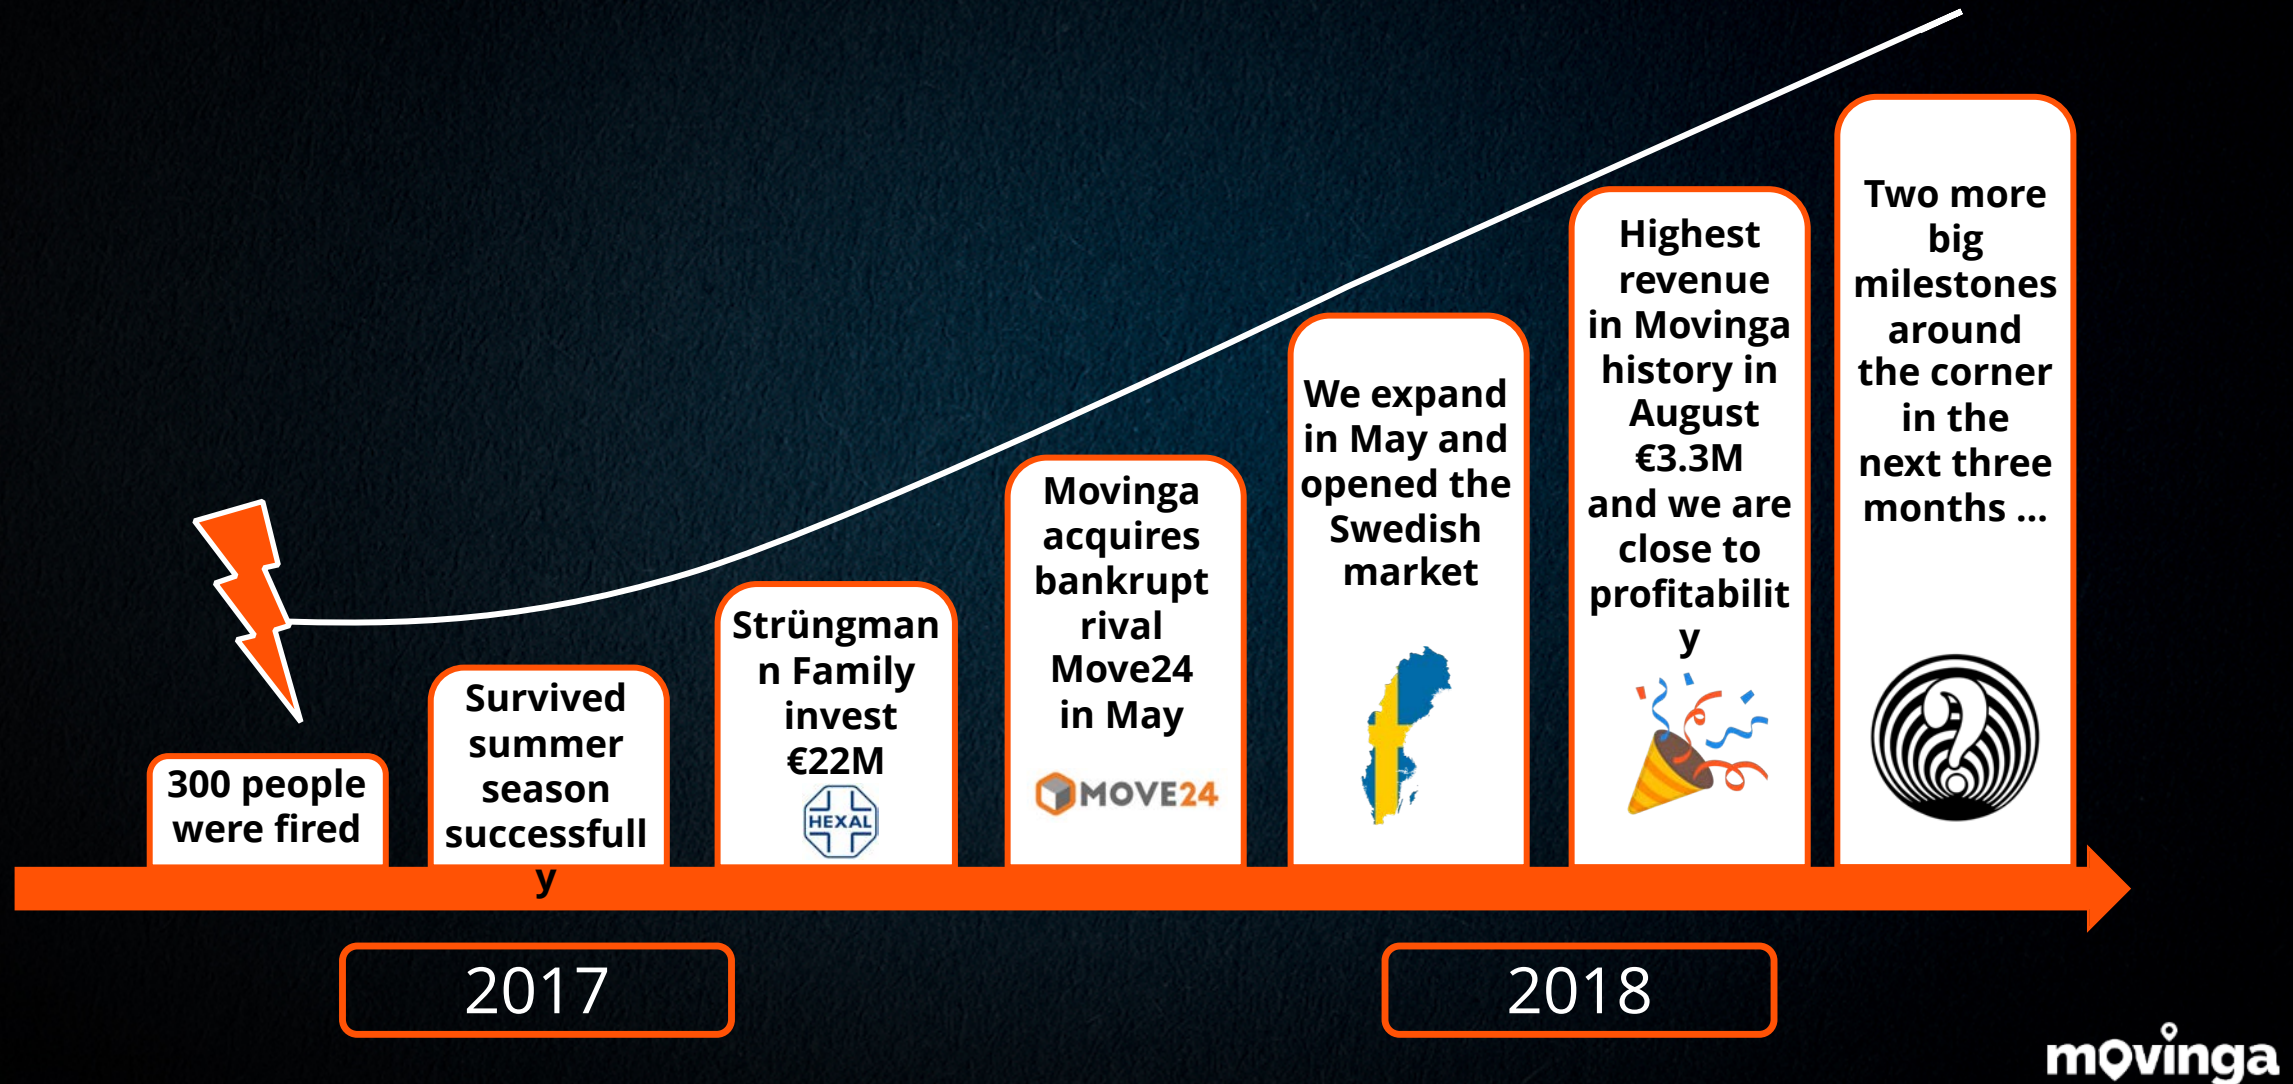 300 people
were fired
Survived
summer
season
successfull
y
Strüngman
n Family
invest
€22M
HEXAL
Movinga
acquires
bankrupt
rival
Move24
in May
MOVE24
We expand
in May and
opened the
Swedish
market
Highest
revenue
in Movinga
history in
August
€3.3M
and we are
close to
profitabilit
y
Two more
big
milestones
around
the corner
in the
next three
months ...
?
2017
2018
movinga